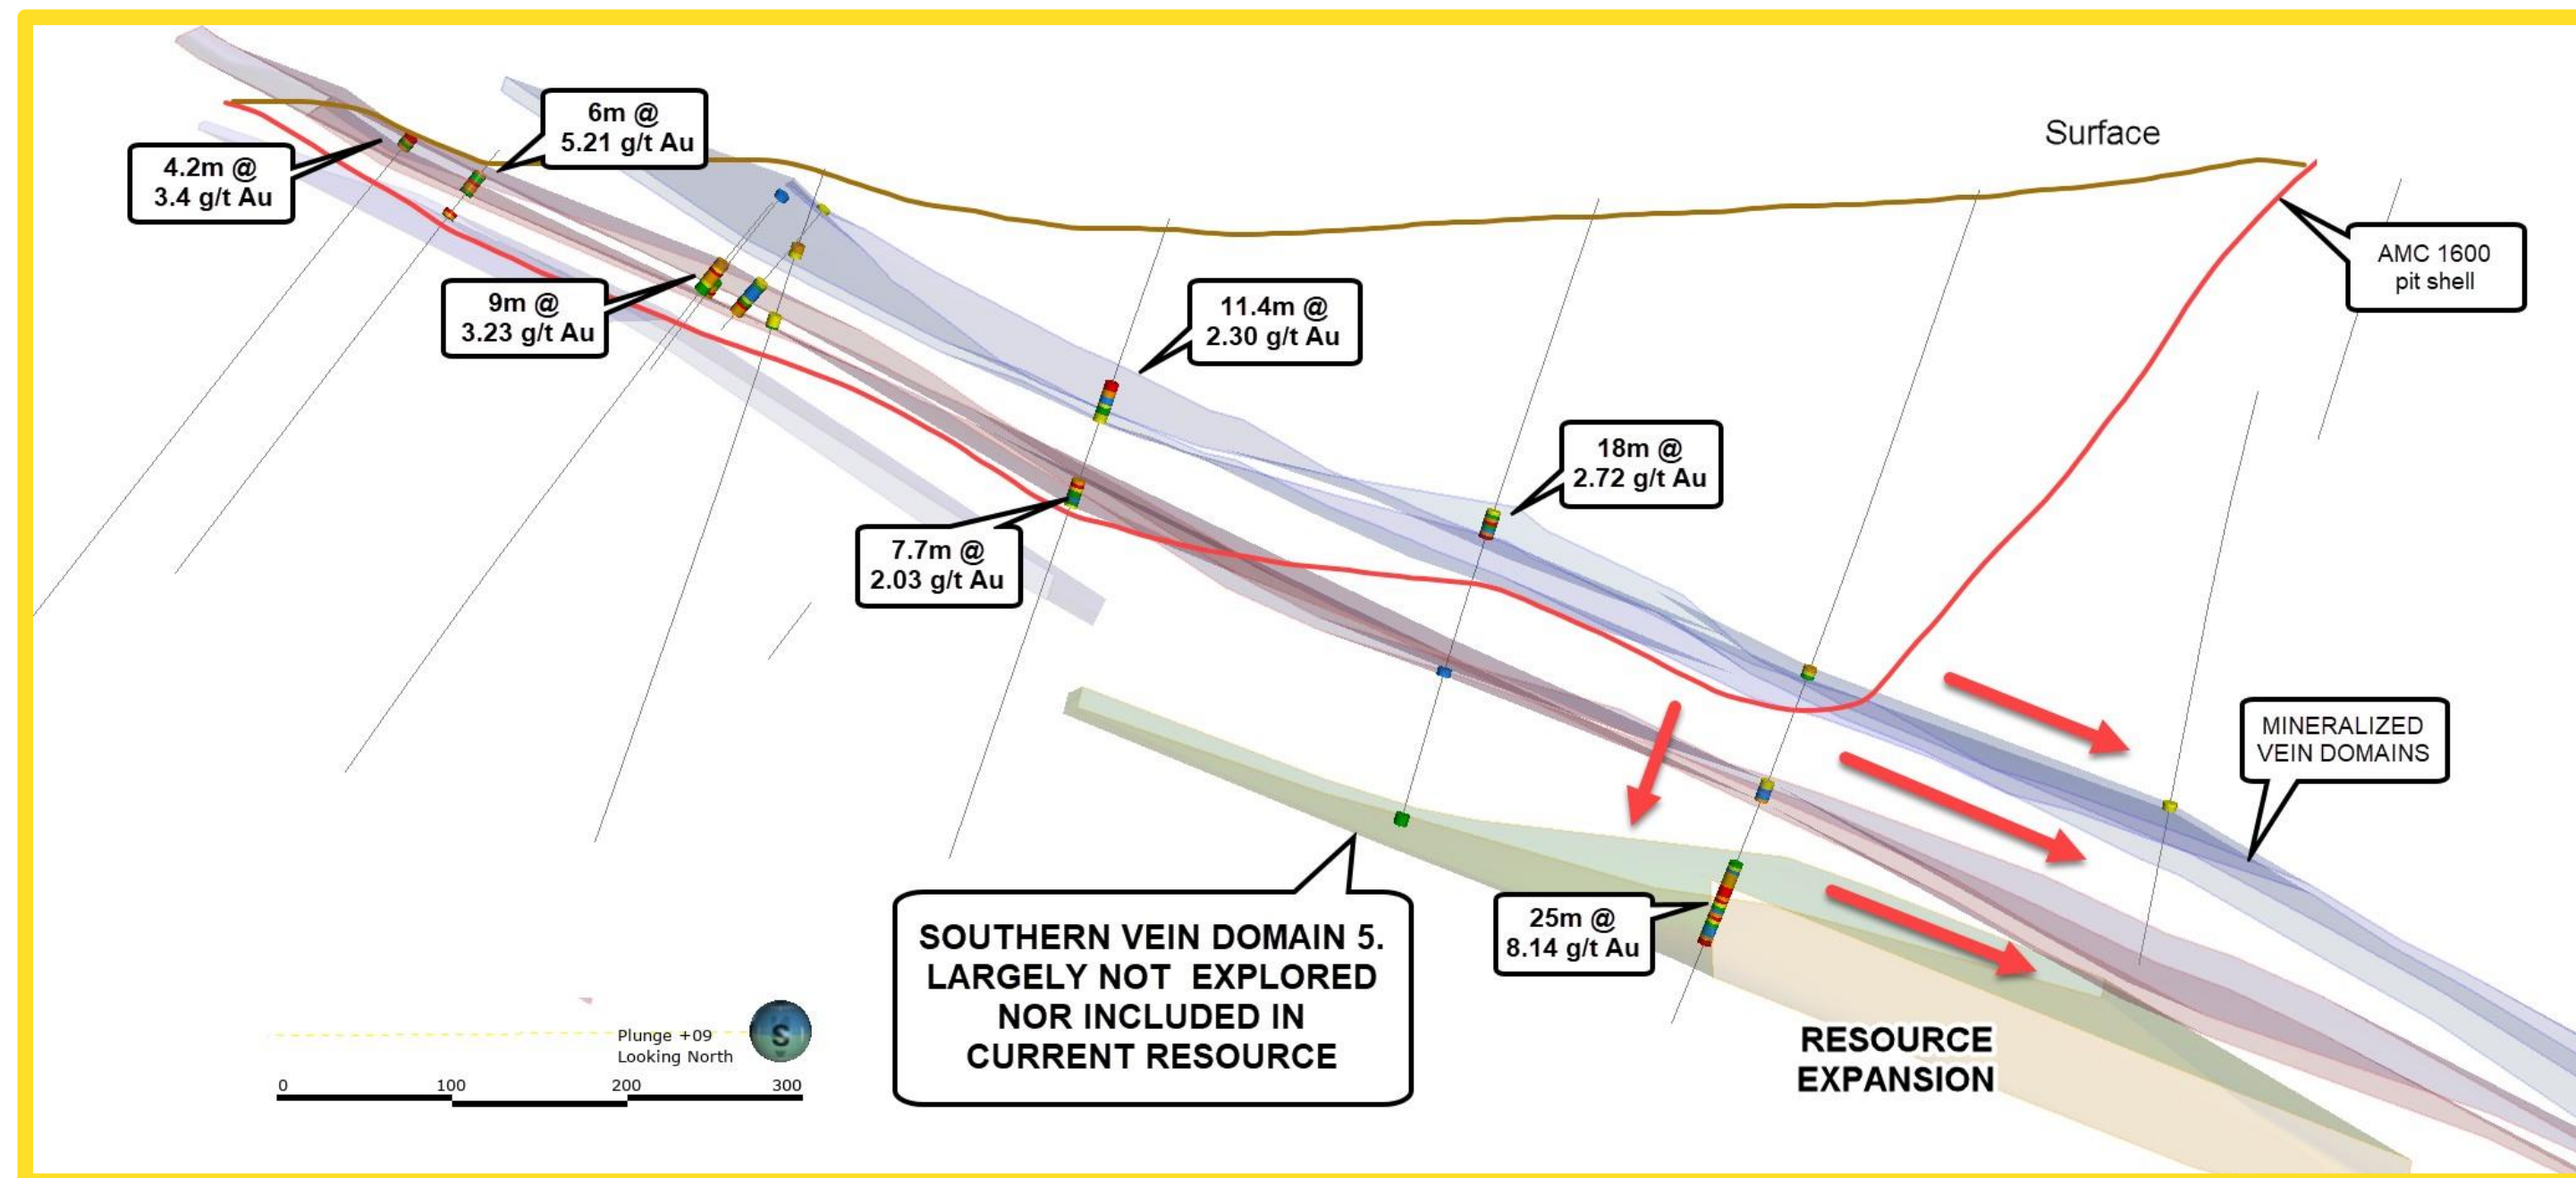 6m @
5.21 g/t Au
Surface
4.2m @
3.4 g/t Au
AMC 1600
pit shell
9m @
3.23 g/t Au
11.4m @
2.30 g/t Au
18m @
2.72 g/t Au
7.7m @
2.03 g/t Au
MINERALIZED
VEIN DOMAINS
25m @
8.14 g/t Au
SOUTHERN VEIN DOMAIN 5.
LARGELY NOT EXPLORED
NOR INCLUDED IN
CURRENT RESOURCE
RESOURCE
EXPANSION
Plunge +09
Looking North
S
0 100 200 300